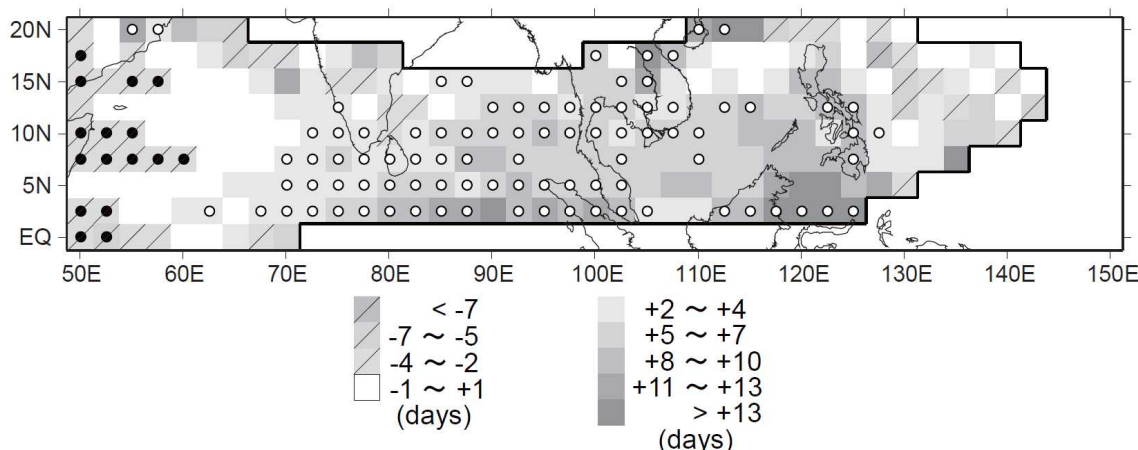 20N
15N
10N
5N
EQ
50E 60E 70E 80E 90E 100E 110E 120E 130E 140E 150E
< -7
-7 ～ -5
-4 ～ -2
-1 ～ +1
(days)
+2 ～ +4
+5 ～ +7
+8 ～ +10
+11 ～ +13
> +13
(days)